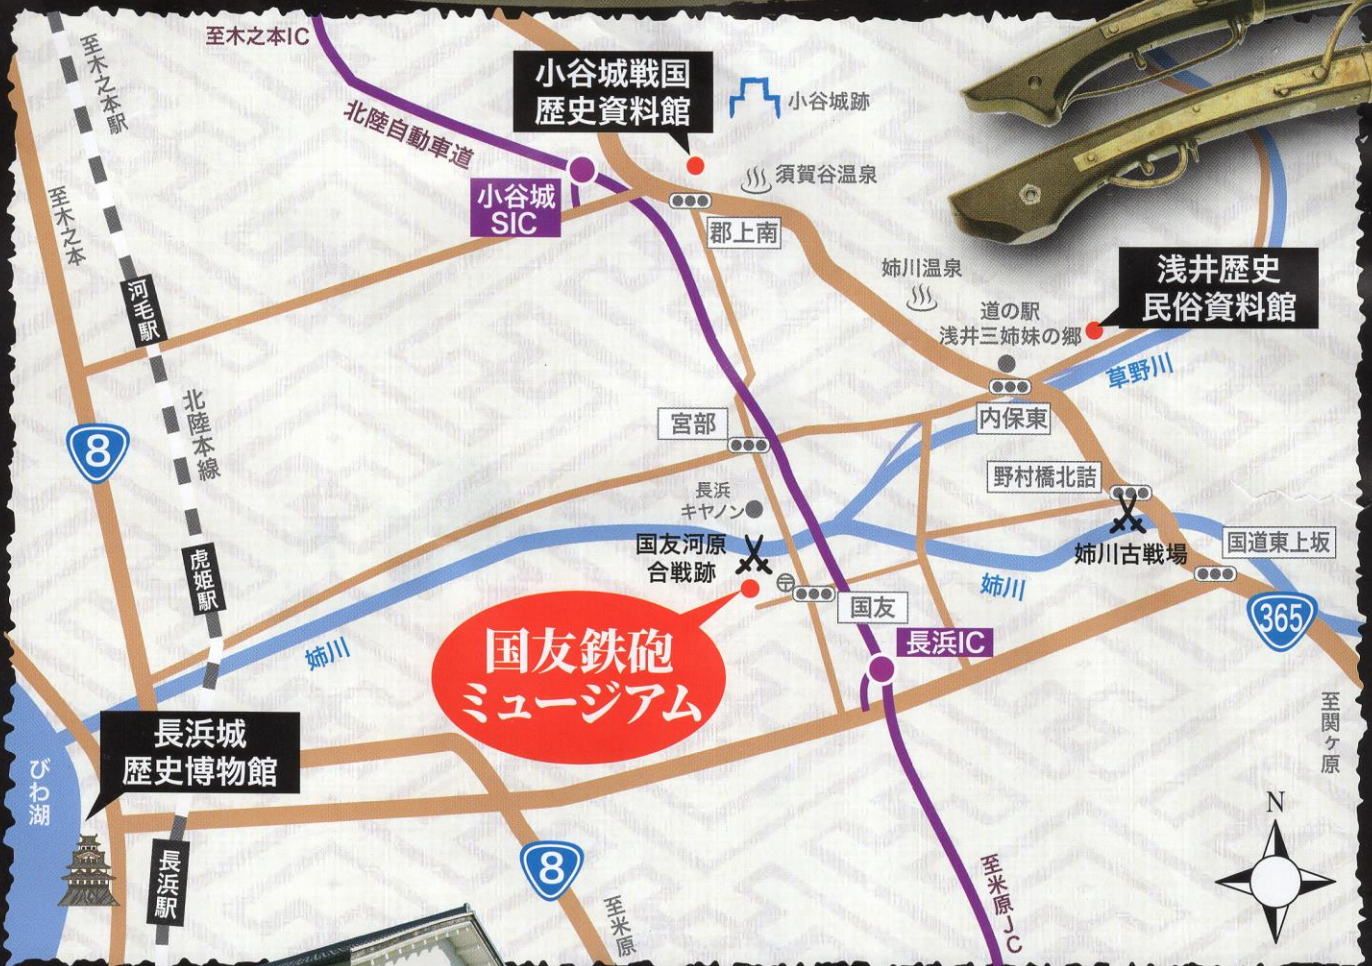 至木之本IC
至木之本駅
北陸自動車道
小谷城戦国
歴史資料館
小谷城跡
須賀谷温泉
小谷城
SIC
郡上南
至木之本
河毛駅
姉川温泉
浅井歴史
民俗資料館
道の駅
浅井三姉妹の郷
草野川
内保東
北陸本線
8
宮部
野村橋北詰
長浜
キヤノン
国友河原
合戦跡
姉川古戦場
国道東上坂
虎姫駅
姉川
国友
365
姉川
国友鉄砲
ミュージアム
長浜IC
至関ヶ原
長浜城
歴史博物館
びわ湖
N
8
長浜駅
至米原
至米原JC